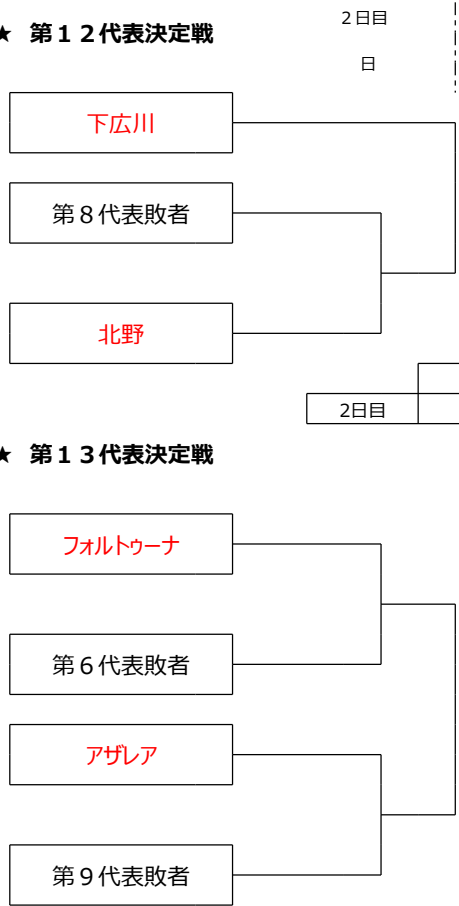 ★ 第１２代表決定戦
2日目
日
下広川
第８代表敗者
北野
2日目
★ 第１３代表決定戦
フォルトゥーナ
第６代表敗者
アザレア
第９代表敗者